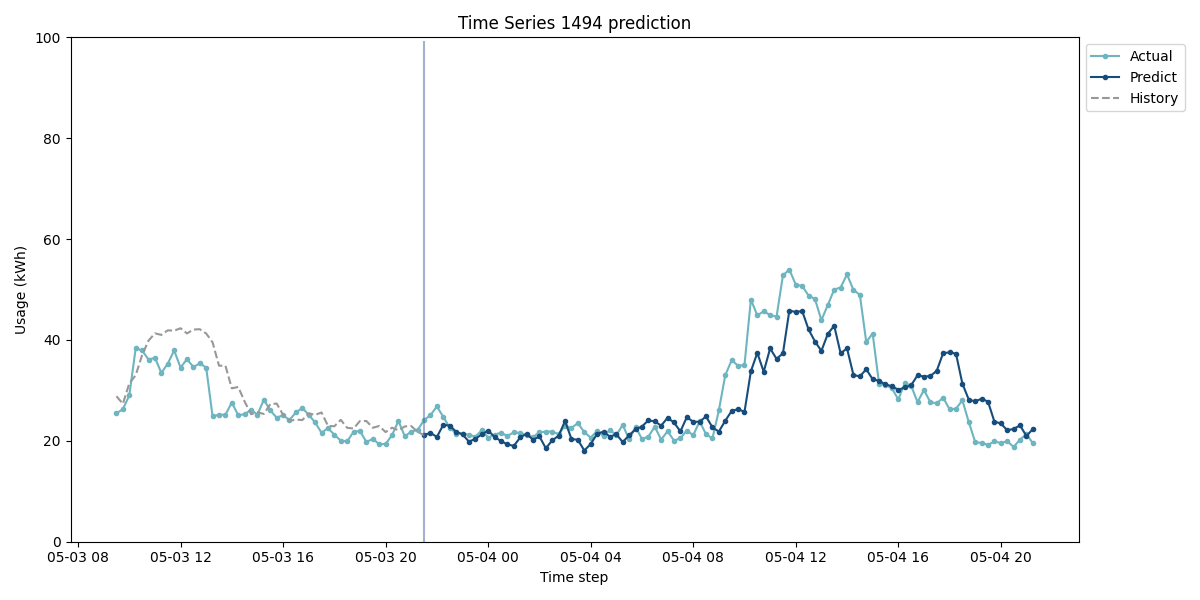 Time Series 1494 prediction
100
80
60
40
20
0
Usage (kWh)
05-03 08
05-03 12
05-03 16
05-03 20
05-04 00
05-04 04
05-04 08
05-04 12
05-04 16
05-04 20
Time step
Actual
Predict
History